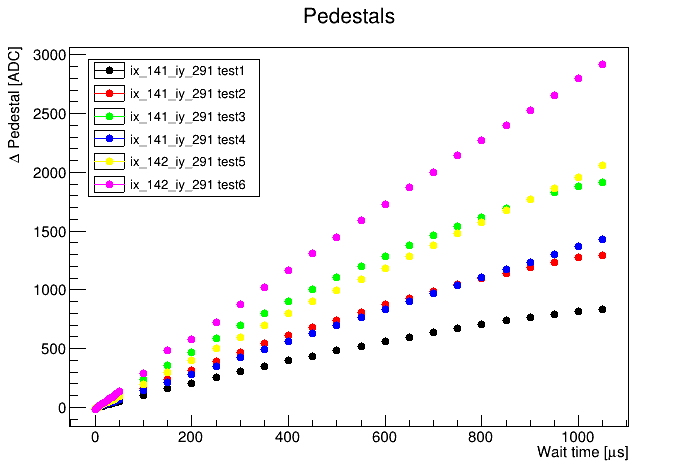 Pedestals
Δ Pedestal [ADC]
3000
2500
2000
1500
1000
500
0
ix_141_iy_291 test1
ix_141_iy_291 test2
ix_141_iy_291 test3
ix_141_iy_291 test4
ix_142_iy_291 test5
ix_142_iy_291 test6
0 200 400 600 800 1000
Wait time [μs]